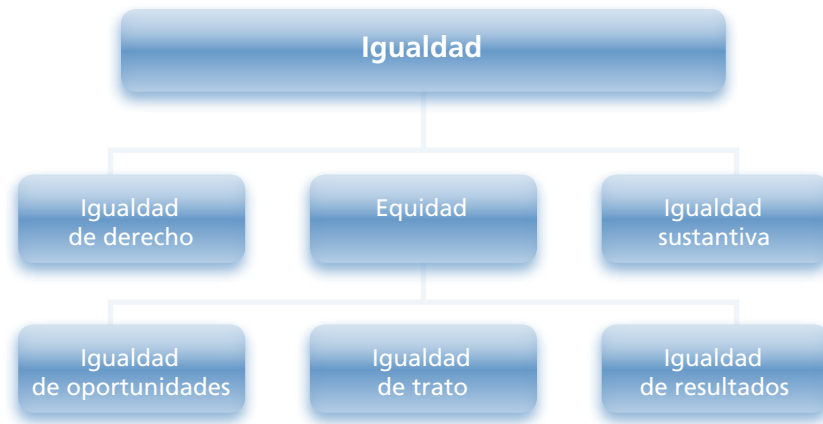 Igualdad
Igualdad
de derecho
Equidad
Igualdad
sustantiva
Igualdad
de oportunidades
Igualdad
de trato
Igualdad
de resultados